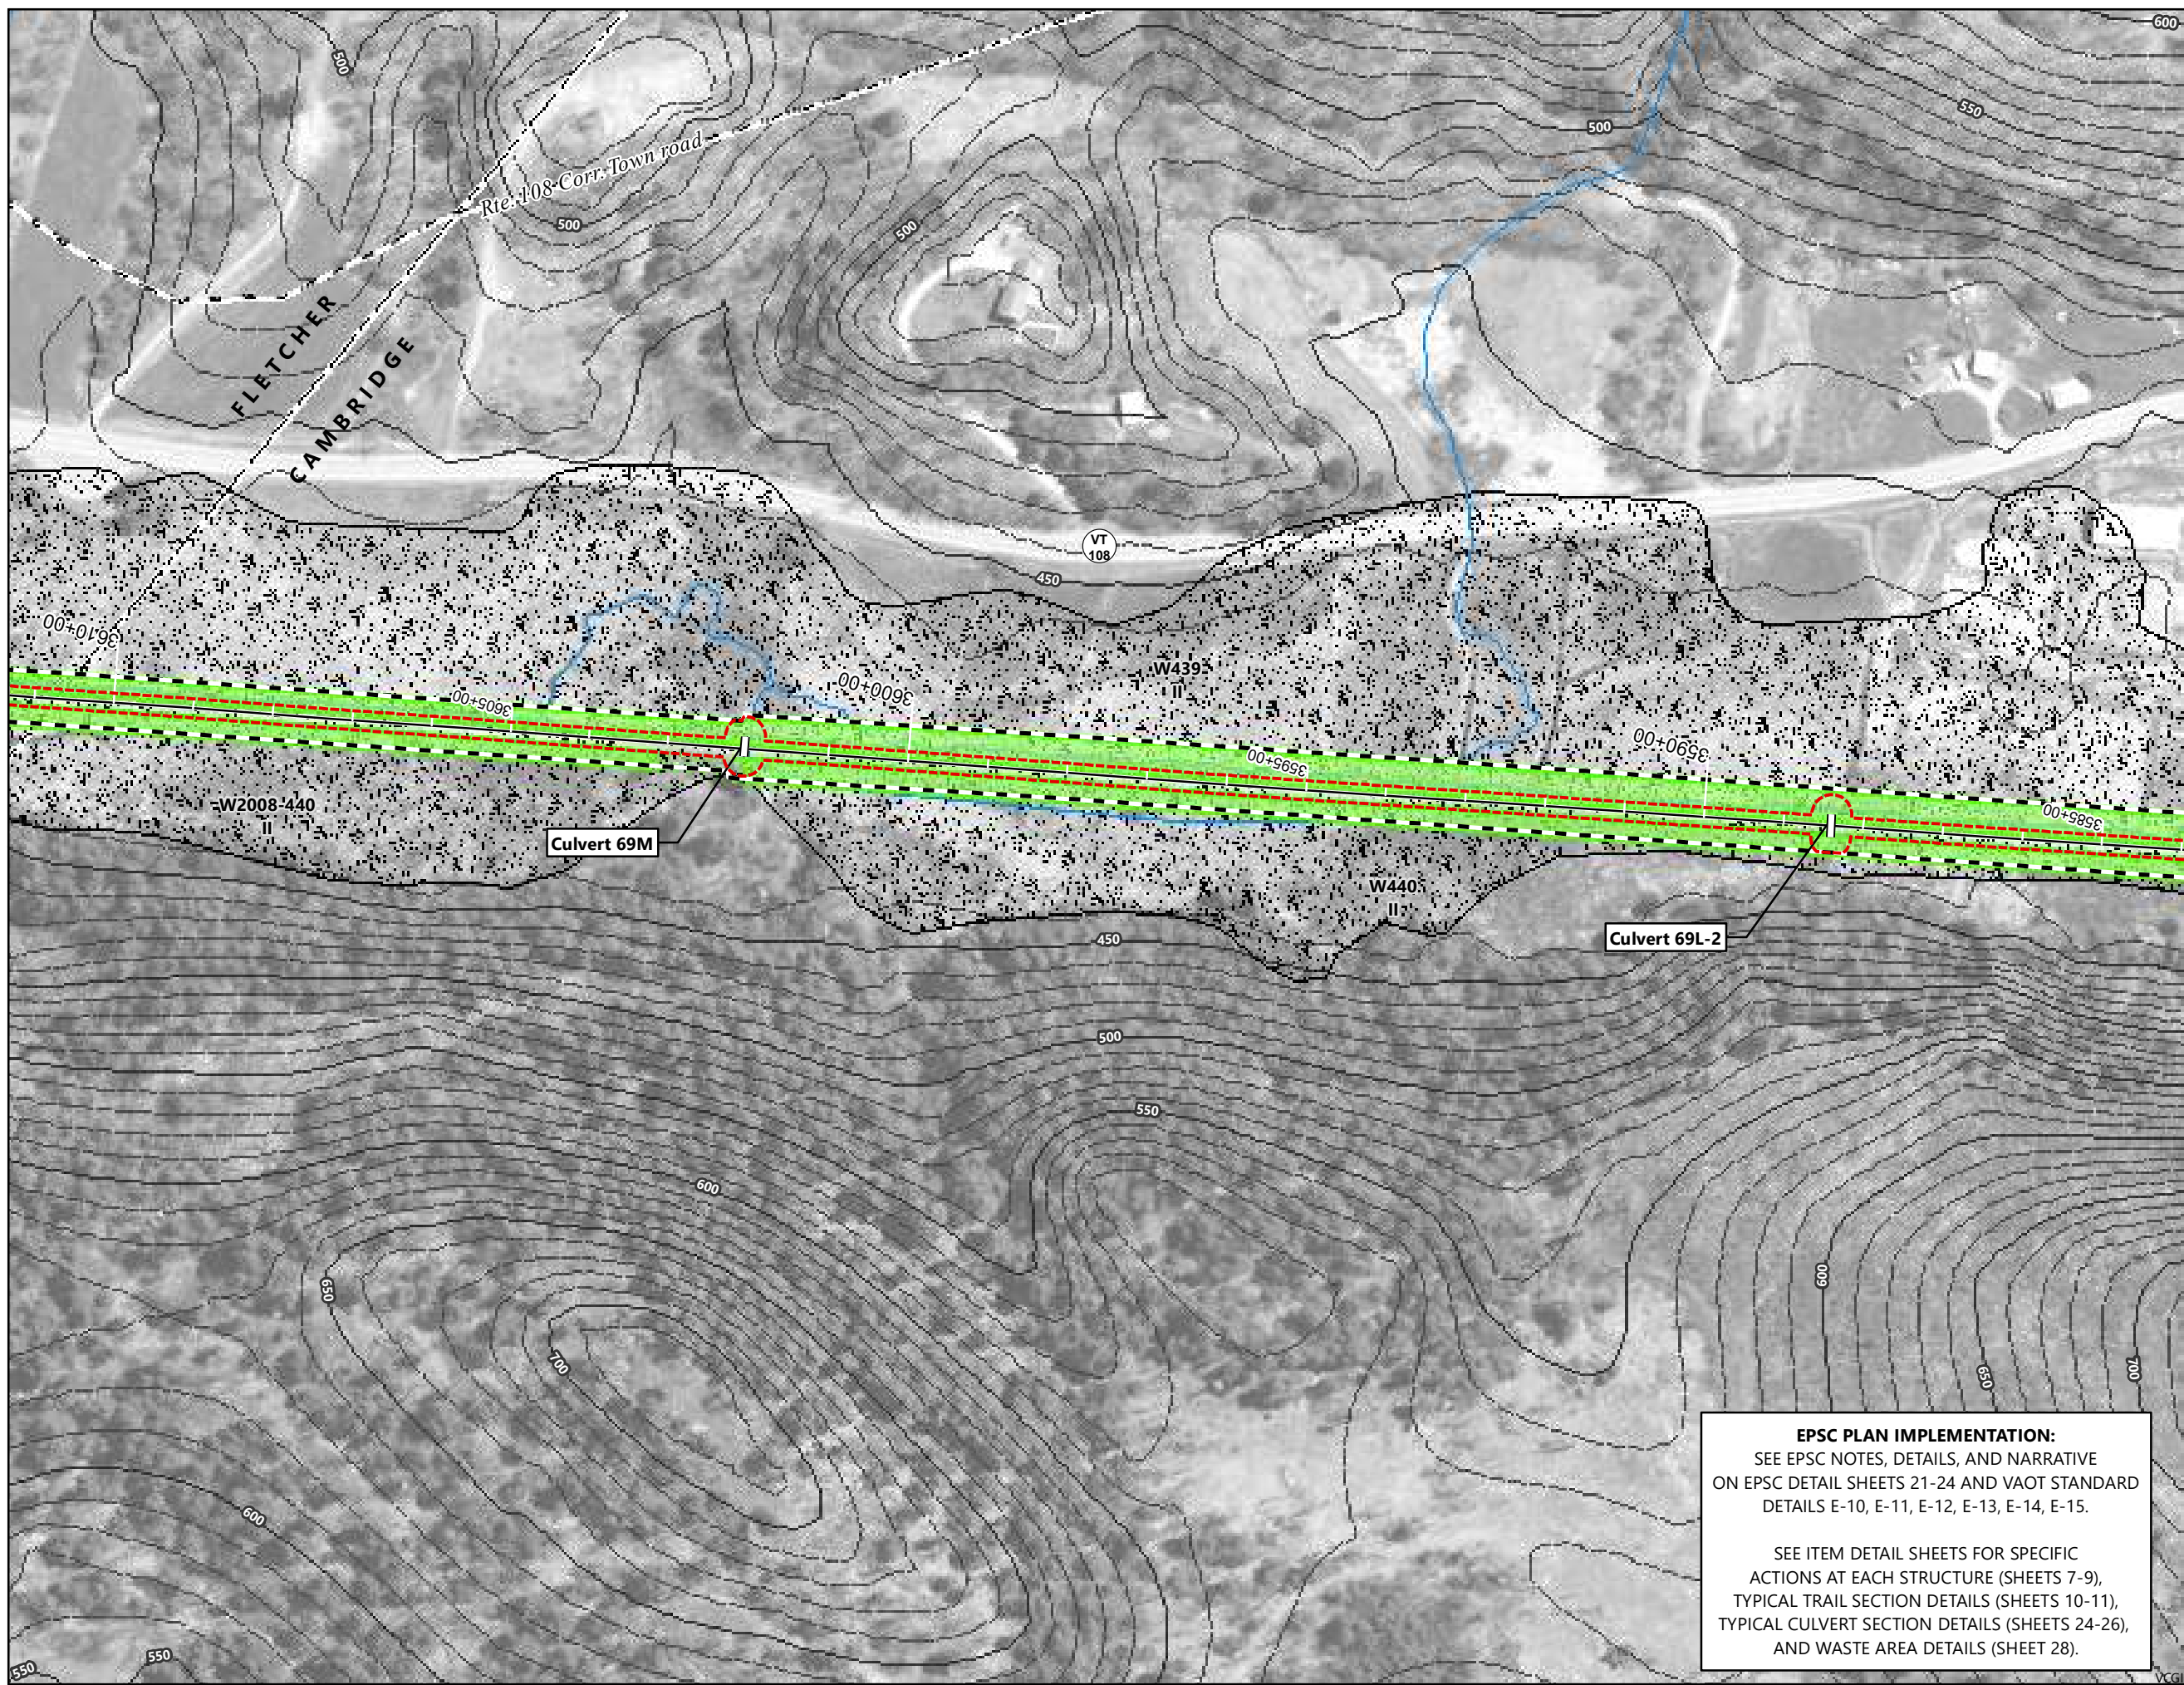 600
500
550
500
Rte. 108 Corr. Town road
500
500
FLETCHER
CAMBRIDGE
VT
108
450
3610+00
W439
II
3605+00
3600+00
3595+00
3590+00
3585+00
W2008-440
II
Culvert 69M
W440
II
Culvert 69L-2
450
500
550
600
650
600
700
650
700
600
550
550
EPSC PLAN IMPLEMENTATION:
SEE EPSC NOTES, DETAILS, AND NARRATIVE
ON EPSC DETAIL SHEETS 21-24 AND VAOT STANDARD
DETAILS E-10, E-11, E-12, E-13, E-14, E-15.
SEE ITEM DETAIL SHEETS FOR SPECIFIC
ACTIONS AT EACH STRUCTURE (SHEETS 7-9),
TYPICAL TRAIL SECTION DETAILS (SHEETS 10-11),
TYPICAL CULVERT SECTION DETAILS (SHEETS 24-26),
AND WASTE AREA DETAILS (SHEET 28).
VCGI